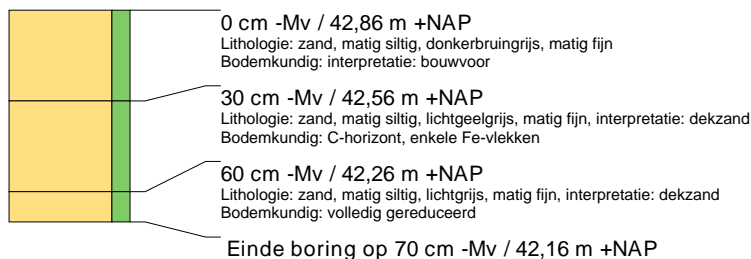 0 cm -Mv / 42,86 m +NAP
Lithologie: zand, matig siltig, donkerbruingrijs, matig fijn
Bodemkundig: interpretatie: bouwvoor
30 cm -Mv / 42,56 m +NAP
Lithologie: zand, matig siltig, lichtgeelgrijs, matig fijn, interpretatie: dekzand
Bodemkundig: C-horizont, enkele Fe-vlekken
60 cm -Mv / 42,26 m +NAP
Lithologie: zand, matig siltig, lichtgrijs, matig fijn, interpretatie: dekzand
Bodemkundig: volledig gereduceerd
Einde boring op 70 cm -Mv / 42,16 m +NAP